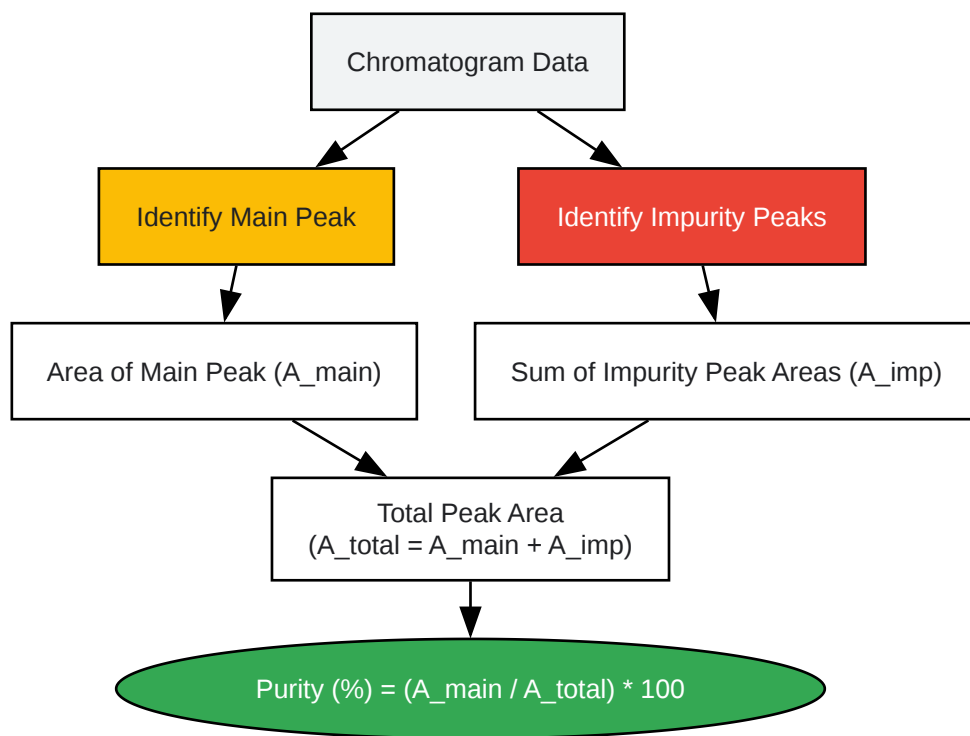 Chromatogram Data
Identify Main Peak
Identify Impurity Peaks
Area of Main Peak (A_main)
Sum of Impurity Peak Areas (A_imp)
Total Peak Area
(A_total = A_main + A_imp)
Purity (%) = (A_main / A_total) * 100